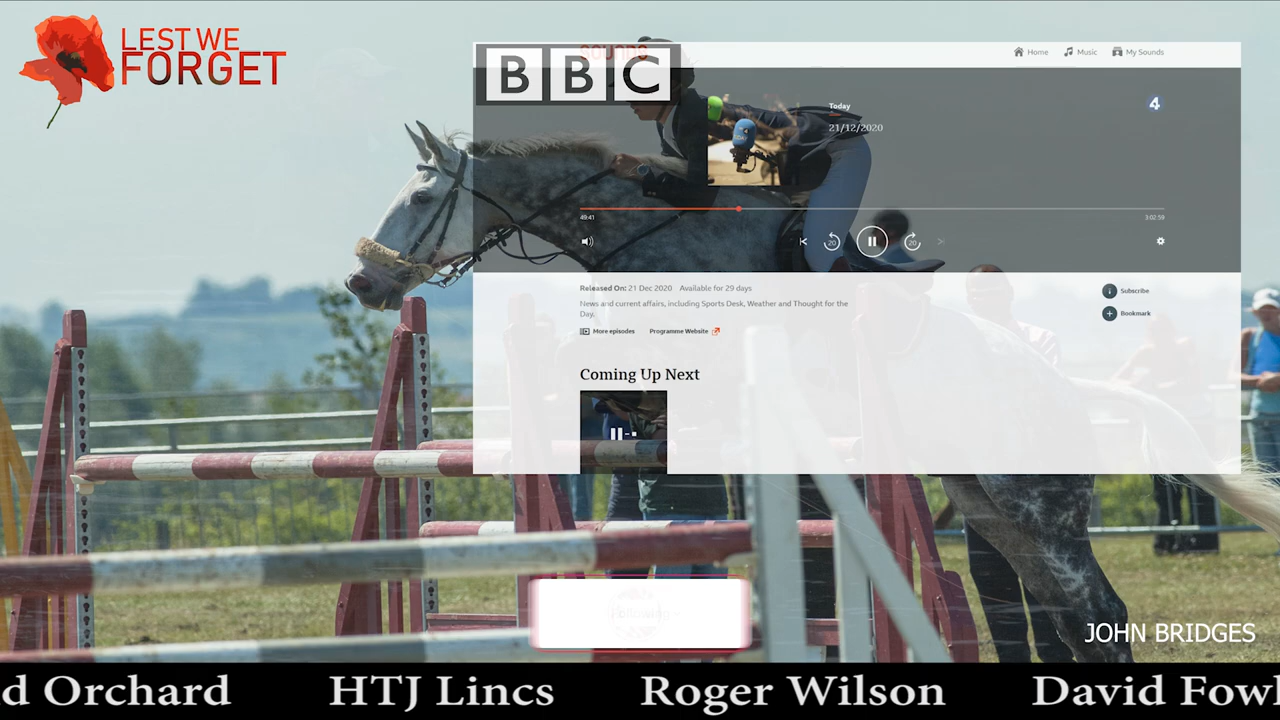 LEST WE
FORGET
BBC
sounds
Home
Music
My Sounds
Today
21/12/2020
4
49:41
3:02:59
20
20
Released On: 21 Dec 2020 Available for 29 days
News and current affairs, including Sports Desk, Weather and Thought for the
Day.
More episodes
Programme Website
Subscribe
Bookmark
Coming Up Next
JOHN BRIDGES
d Orchard
HTJ Lincs
Roger Wilson
David Fowl